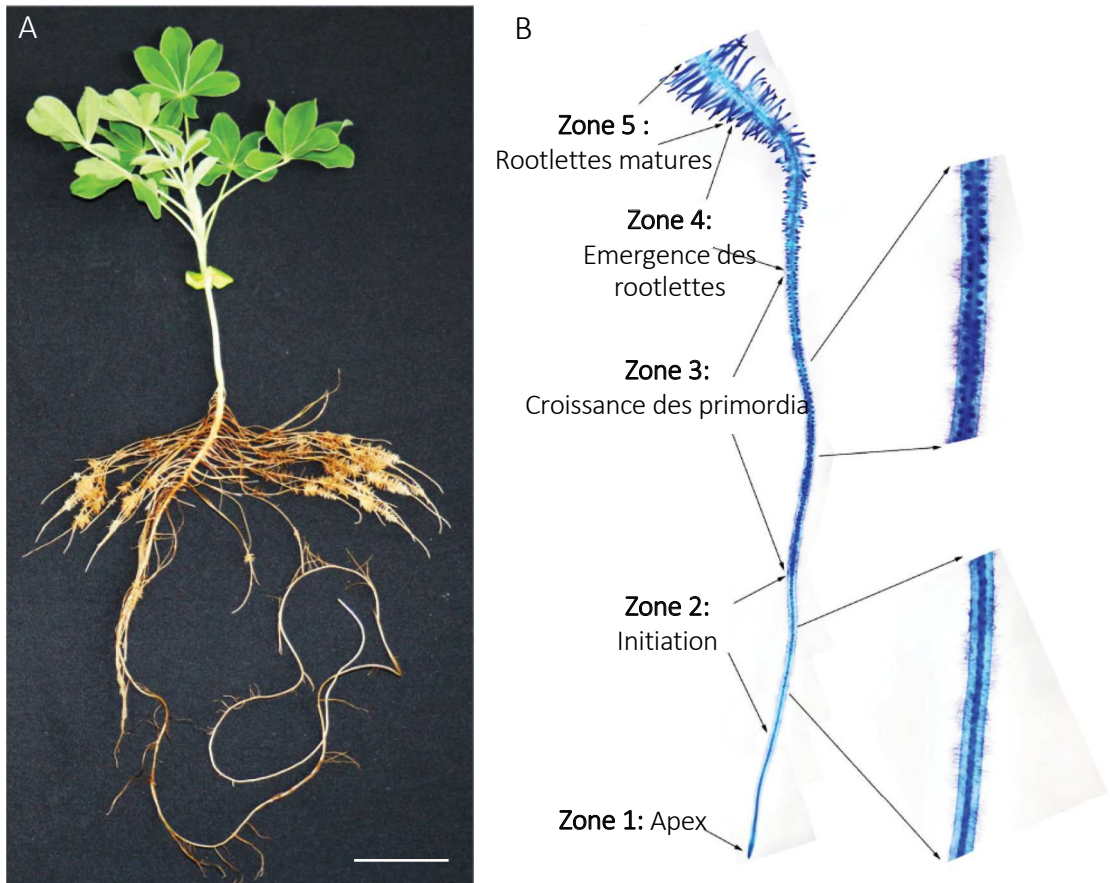 A
B
Zone 5 :
Rootlettes matures
Zone 4:
Emergence des
rootlettes
Zone 3:
Croissance des primordia
Zone 2:
Initiation
Zone 1: Apex